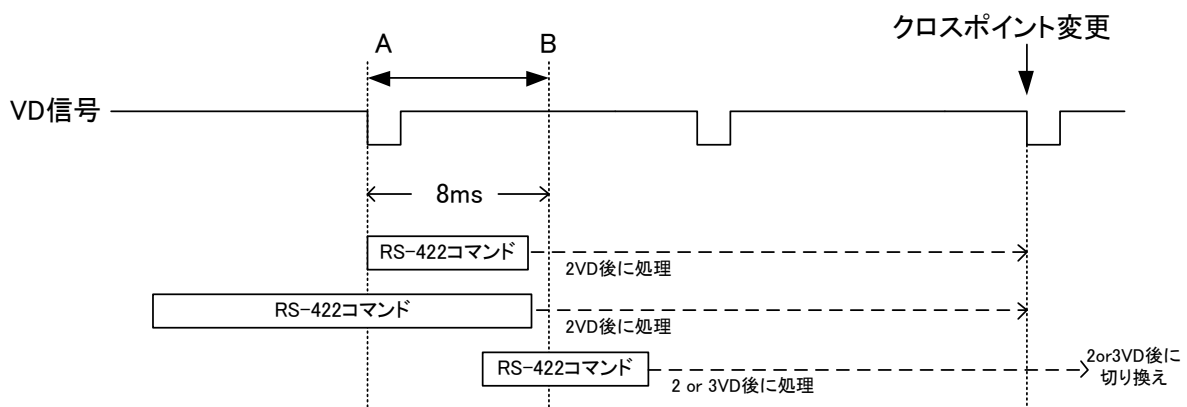 クロスポイント変更
A
B
VD信号
8ms
RS-422コマンド
2VD後に処理
RS-422コマンド
2VD後に処理
RS-422コマンド
2 or 3VD後に処理
2or3VD後に
切り換え